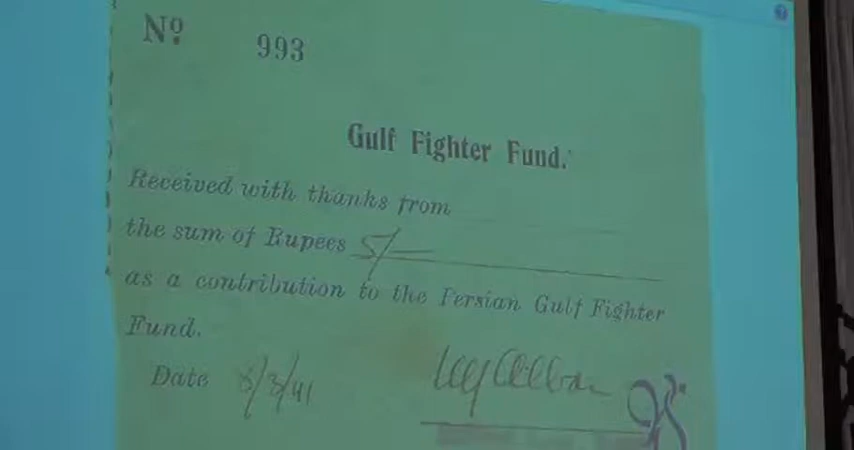 Nº 993
Gulf Fighter Fund.
Received with thanks from
the sum of Rupees 5/-
as a contribution to the Persian Gulf Fighter
Fund.
Date 8/3/41